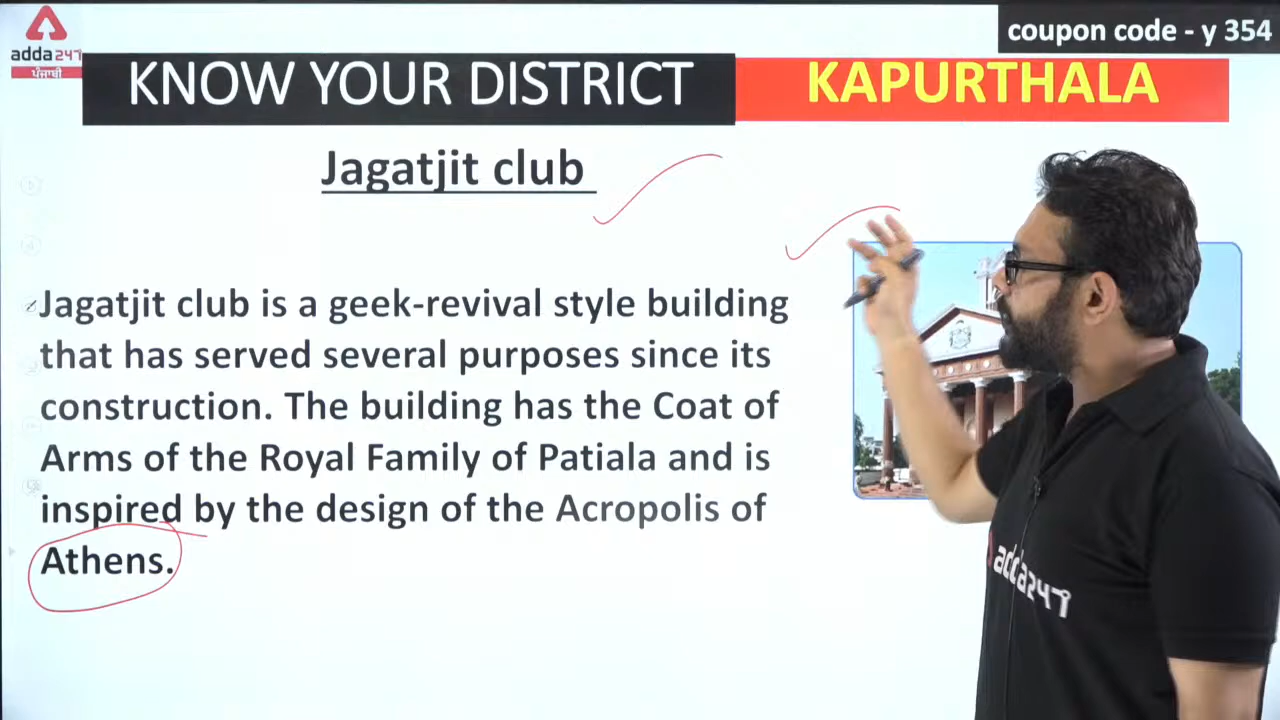 coupon code - y 354
adda247
ਪੰਜਾਬੀ
KNOW YOUR DISTRICT KAPURTHALA
Jagatjit club
Jagatjit club is a geek-revival style building
that has served several purposes since its
construction. The building has the Coat of
Arms of the Royal Family of Patiala and is
inspired by the design of the Acropolis of
Athens.
adda247